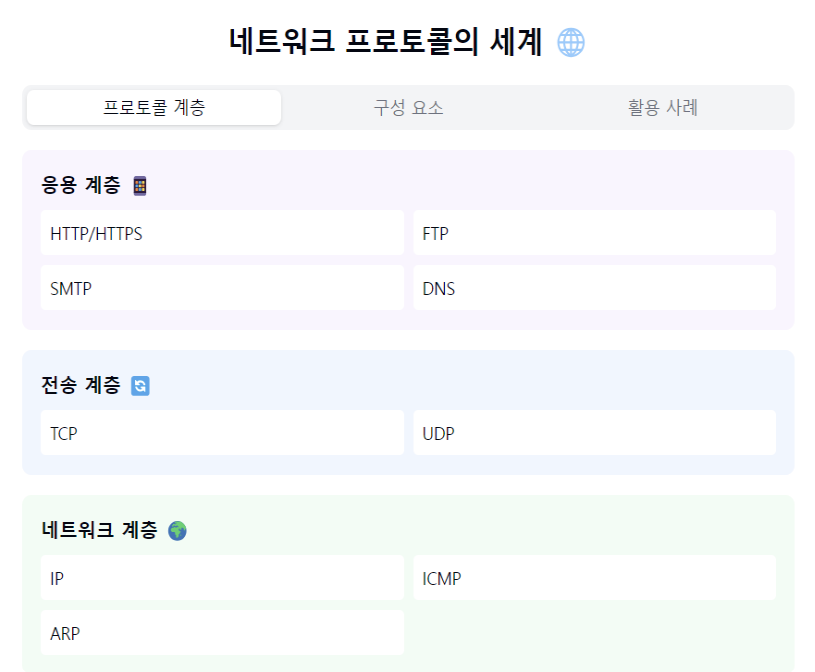 네트워크 프로토콜의 세계 🌐
프로토콜 계층 구성 요소 활용 사례
응용 계층 📱
HTTP/HTTPS FTP
SMTP DNS
전송 계층 🔄
TCP UDP
네트워크 계층 🌍
IP ICMP
ARP